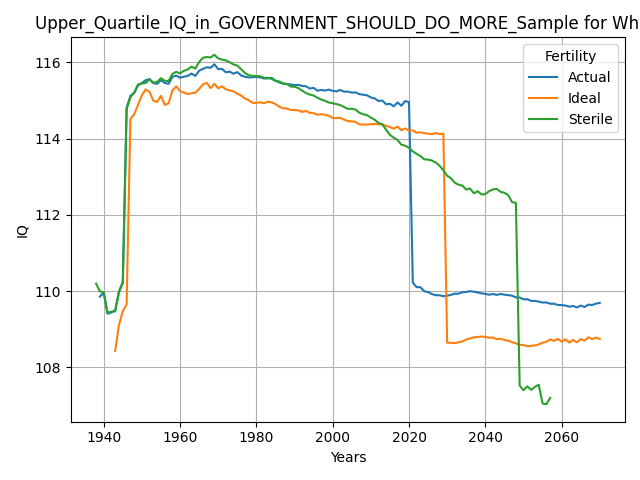 Upper_Quartile_IQ_in_GOVERNMENT_SHOULD_DO_MORE_Sample for Wh
116
114
112
110
108
IQ
Fertility
Actual
Ideal
Sterile
1940
1960
1980
2000
2020
2040
2060
Years